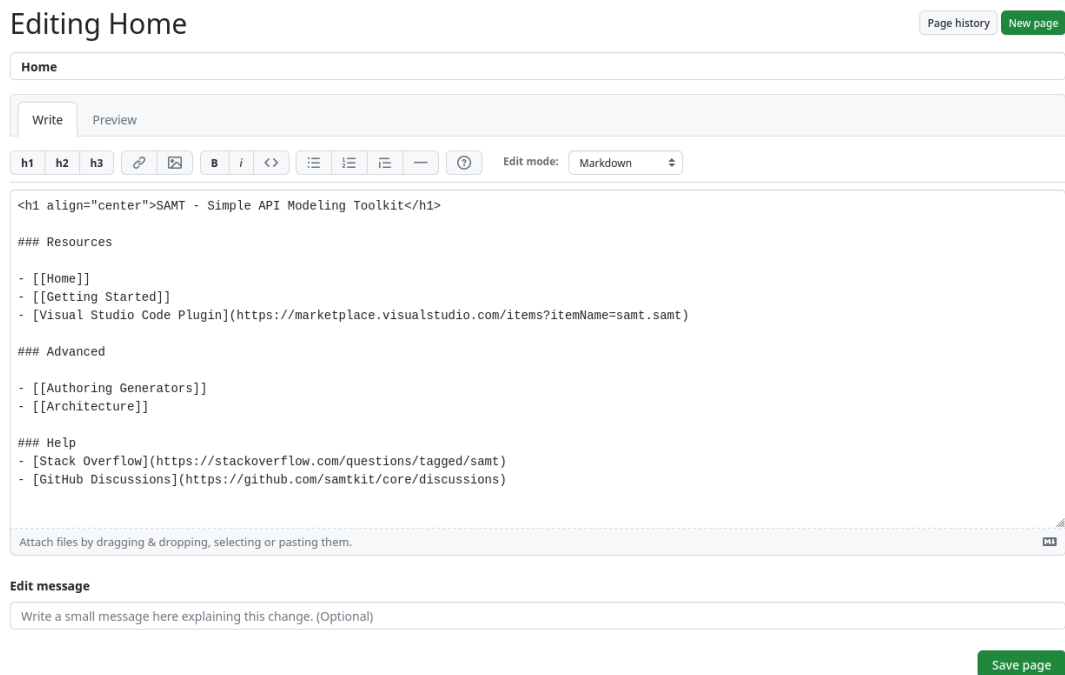 Editing Home
Page history
New page
Home
Write
Preview
h1 h2 h3 B i Edit mode: Markdown
<h1 align="center">SAMT - Simple API Modeling Toolkit</h1>
### Resources
- [[Home]]
- [[Getting Started]]
- [Visual Studio Code Plugin](https://marketplace.visualstudio.com/items?itemName=samt.samt)
### Advanced
- [[Authoring Generators]]
- [[Architecture]]
### Help
- [Stack Overflow](https://stackoverflow.com/questions/tagged/samt)
- [GitHub Discussions](https://github.com/samtkit/core/discussions)
Attach files by dragging & dropping, selecting or pasting them.
Edit message
Write a small message here explaining this change. (Optional)
Save page